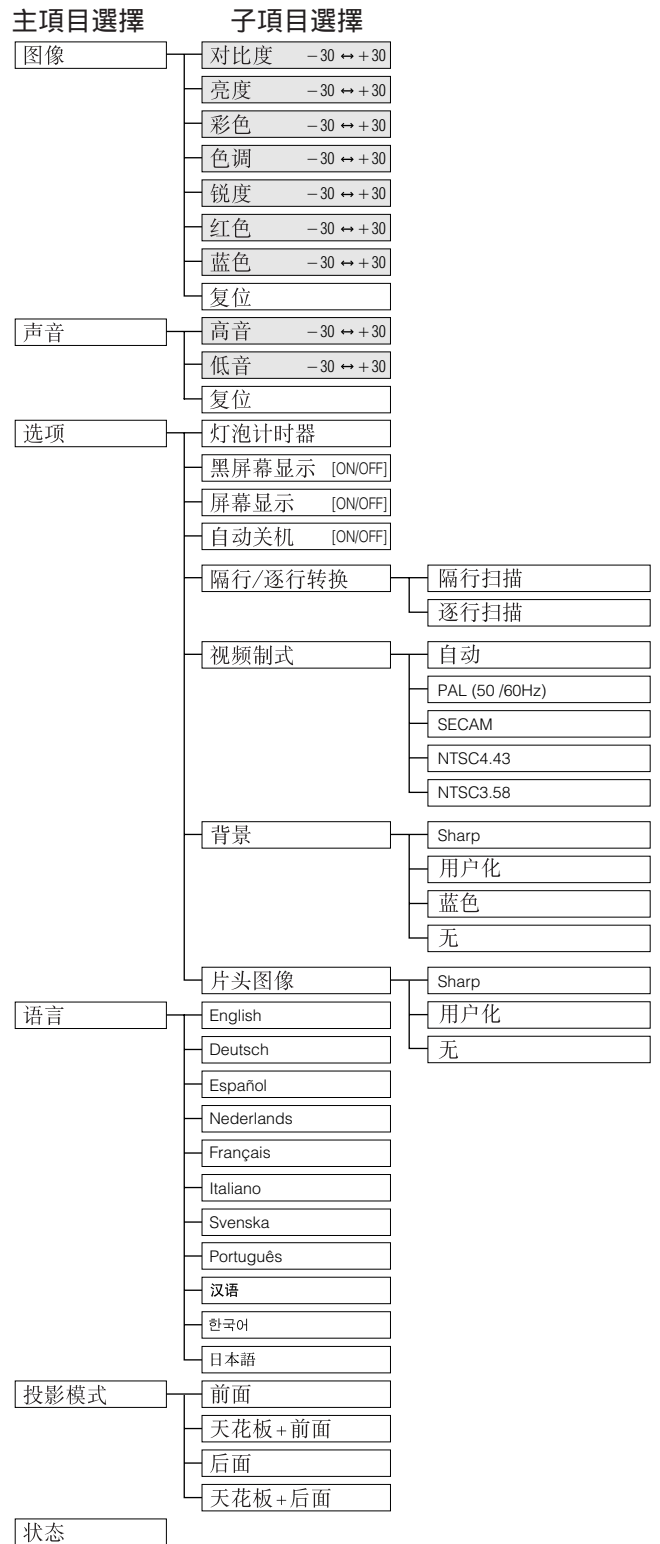 主項目選擇 子項目選擇
图像 对比度 −30 ↔ +30
亮度 −30 ↔ +30
彩色 −30 ↔ +30
色调 −30 ↔ +30
锐度 −30 ↔ +30
红色 −30 ↔ +30
蓝色 −30 ↔ +30
复位
声音 高音 −30 ↔ +30
低音 −30 ↔ +30
复位
选项 灯泡计时器
黑屏幕显示 [ON/OFF]
屏幕显示 [ON/OFF]
自动关机 [ON/OFF]
隔行/逐行转换 隔行扫描
逐行扫描
视频制式 自动
PAL (50 /60Hz)
SECAM
NTSC4.43
NTSC3.58
背景 Sharp
用户化
蓝色
无
片头图像 Sharp
语言 English 用户化
Deutsch 无
Español
Nederlands
Français
Italiano
Svenska
Português
汉语
한국어
日本語
投影模式 前面
天花板+前面
后面
天花板+后面
状态